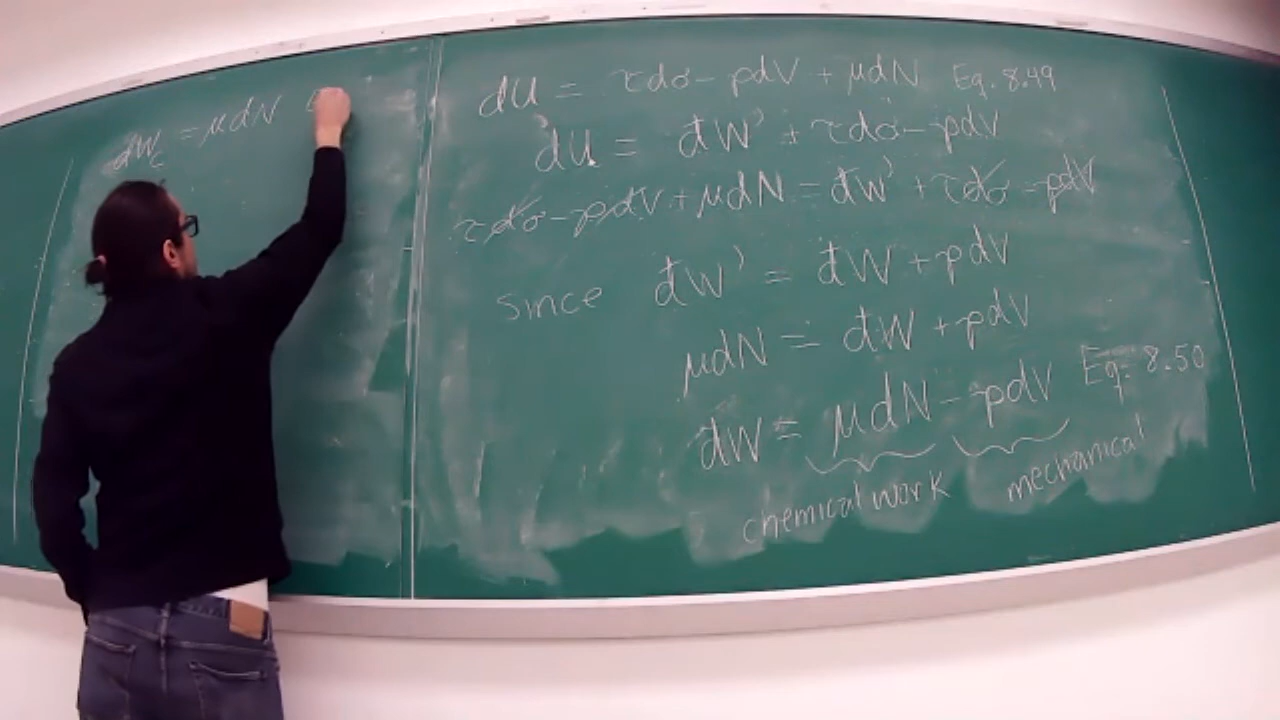 đW_c = μdN
dU = τdσ - pdV + μdN Eq. 8.49
dU = đW' + τdσ - pdV
τdσ - pdV + μdN = đW' + τdσ - pdV
Since đW' = đW + pdV
μdN = đW + pdV
đW = μdN - pdV Eq. 8.50
chemical work mechanical